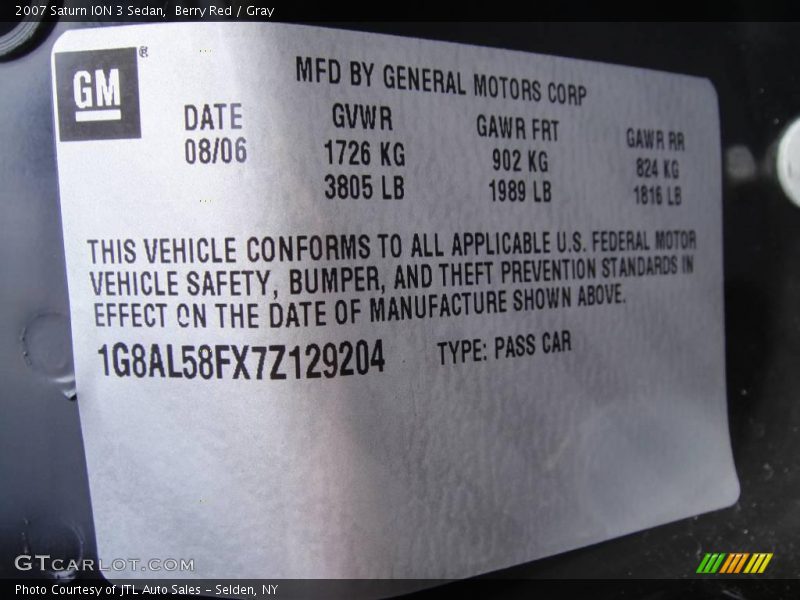 2007 Saturn ION 3 Sedan, Berry Red / Gray
GM ®
MFD BY GENERAL MOTORS CORP
DATE GVWR GAWR FRT GAWR RR
08/06 1726 KG 902 KG 824 KG
3805 LB 1989 LB 1816 LB
THIS VEHICLE CONFORMS TO ALL APPLICABLE U.S. FEDERAL MOTOR
VEHICLE SAFETY, BUMPER, AND THEFT PREVENTION STANDARDS IN
EFFECT ON THE DATE OF MANUFACTURE SHOWN ABOVE.
1G8AL58FX7Z129204 TYPE: PASS CAR
GTCARLOT.COM
Photo Courtesy of JTL Auto Sales - Selden, NY